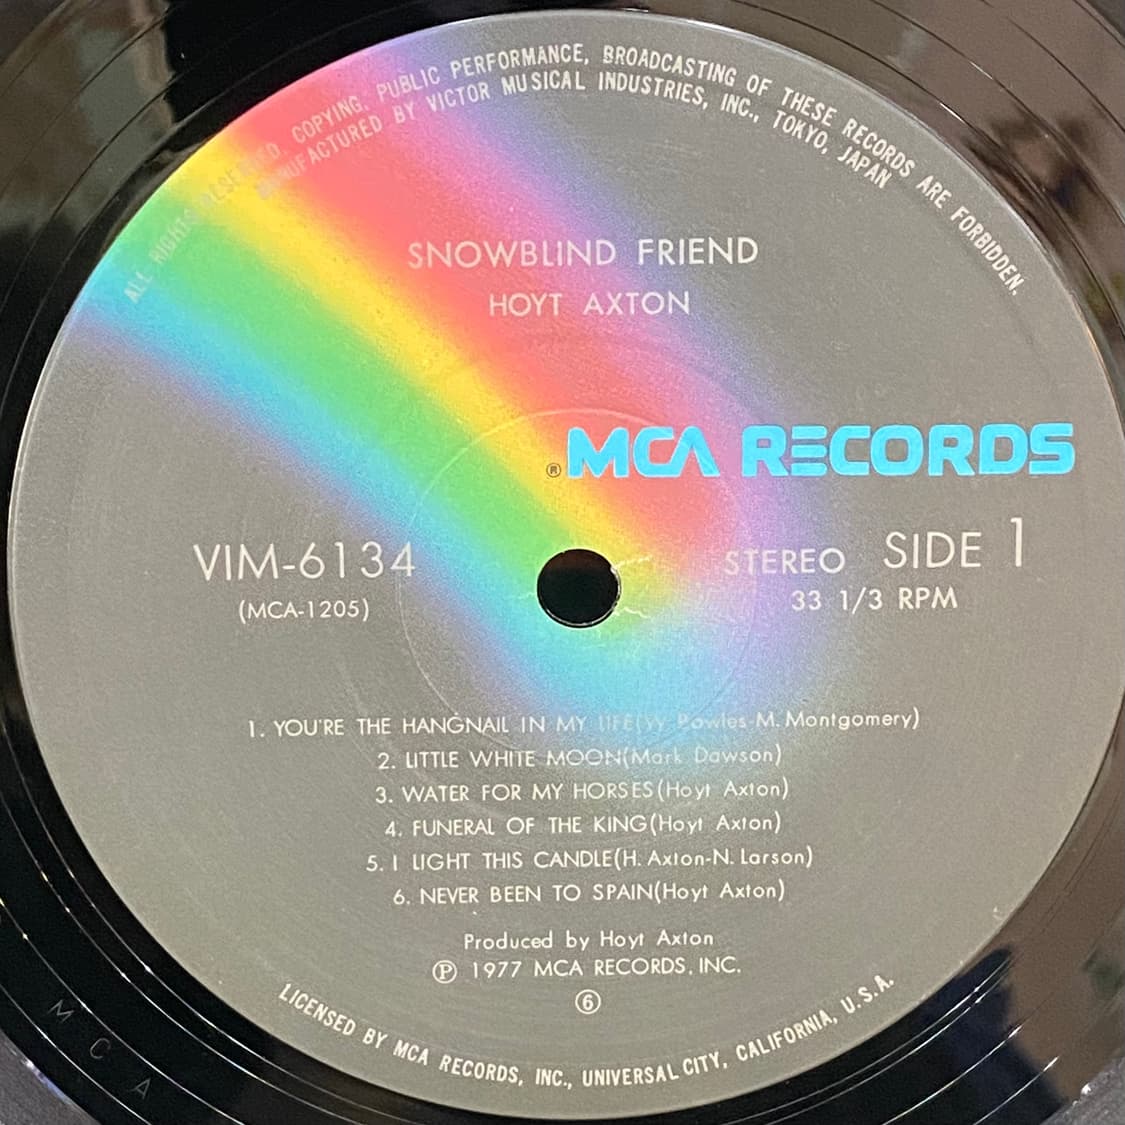 ALL RIGHTS RESERVED. COPYING, PUBLIC PERFORMANCE, BROADCASTING OF THESE RECORDS ARE FORBIDDEN.
MANUFACTURED BY VICTOR MUSICAL INDUSTRIES, INC., TOKYO, JAPAN
SNOWBLIND FRIEND
HOYT AXTON
® MCA RECORDS
VIM-6134
(MCA-1205)
STEREO SIDE 1
33 1/3 RPM
1. YOU'RE THE HANGNAIL IN MY LIFE(W. Powles-M. Montgomery)
2. LITTLE WHITE MOON(Mark Dawson)
3. WATER FOR MY HORSES(Hoyt Axton)
4. FUNERAL OF THE KING(Hoyt Axton)
5. I LIGHT THIS CANDLE(H. Axton-N. Larson)
6. NEVER BEEN TO SPAIN(Hoyt Axton)
Produced by Hoyt Axton
℗ 1977 MCA RECORDS, INC.
⑥
LICENSED BY MCA RECORDS, INC., UNIVERSAL CITY, CALIFORNIA, U.S.A.
MCA